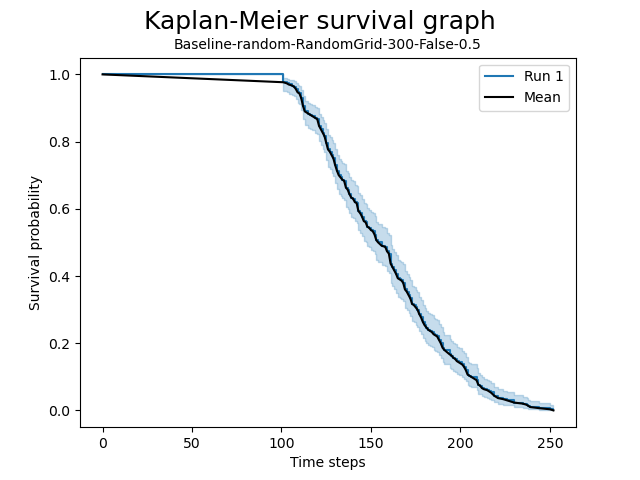 Kaplan-Meier survival graph
Baseline-random-RandomGrid-300-False-0.5
Run 1
Mean
Survival probability
1.0
0.8
0.6
0.4
0.2
0.0
0 50 100 150 200 250
Time steps